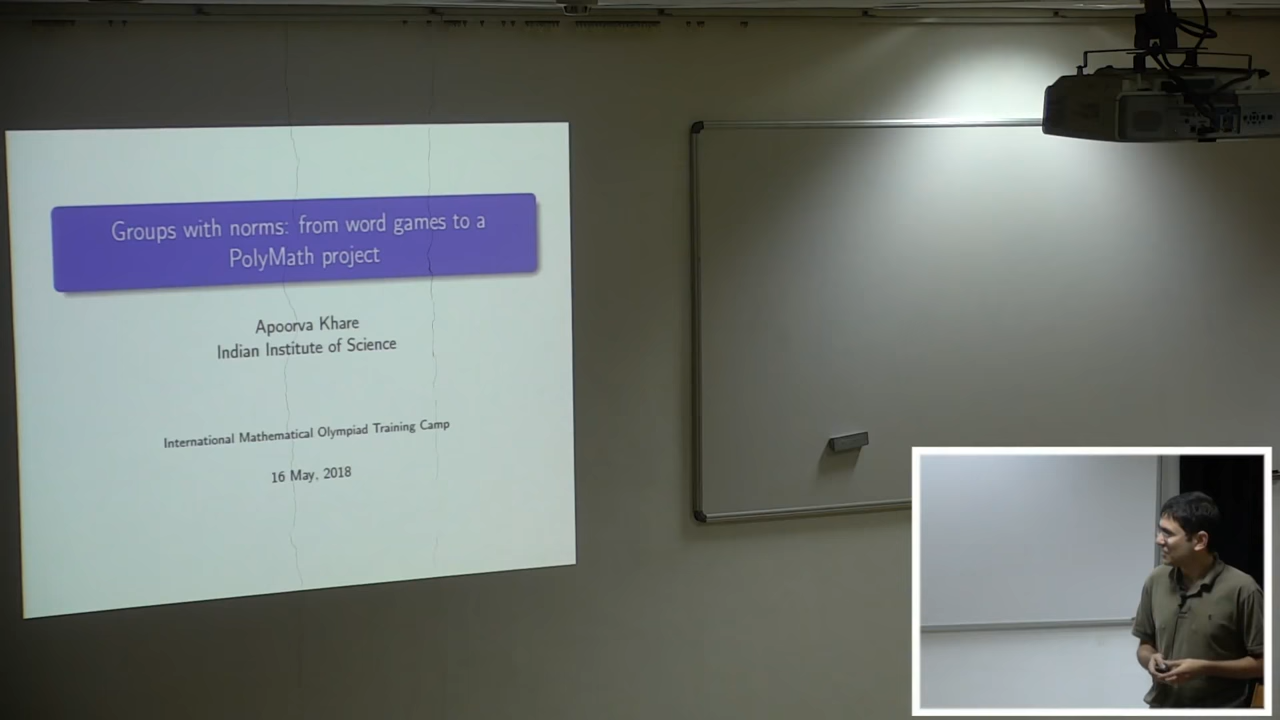 Groups with norms: from word games to a
PolyMath project
Apoorva Khare
Indian Institute of Science
International Mathematical Olympiad Training Camp
16 May, 2018